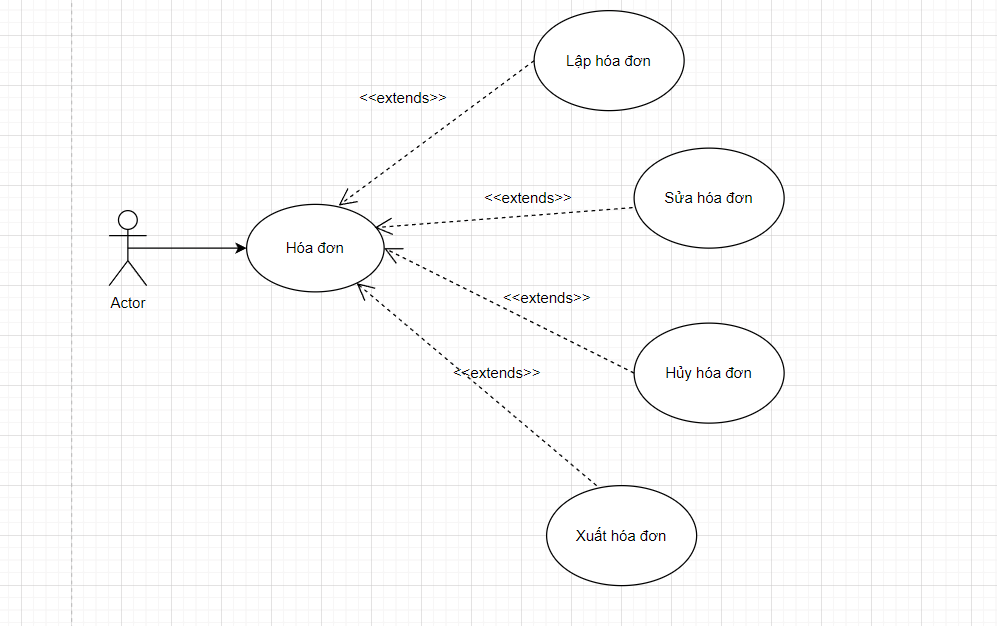 Lập hóa đơn
<<extends>>
Sửa hóa đơn
<<extends>>
Hóa đơn
Actor
<<extends>>
Hủy hóa đơn
<<extends>>
Xuất hóa đơn